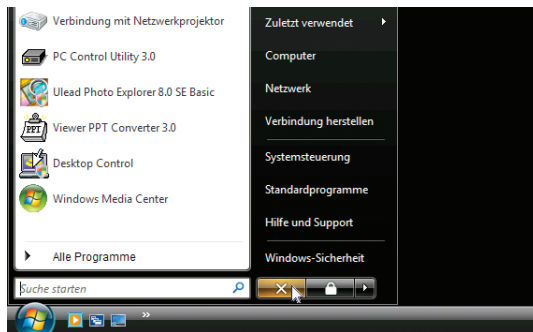 Verbindung mit Netzwerkprojektor
PC Control Utility 3.0
Ulead Photo Explorer 8.0 SE Basic
PPT
Viewer PPT Converter 3.0
Desktop Control
Windows Media Center
Alle Programme
Suche starten
Zuletzt verwendet
Computer
Netzwerk
Verbindung herstellen
Systemsteuerung
Standardprogramme
Hilfe und Support
Windows-Sicherheit